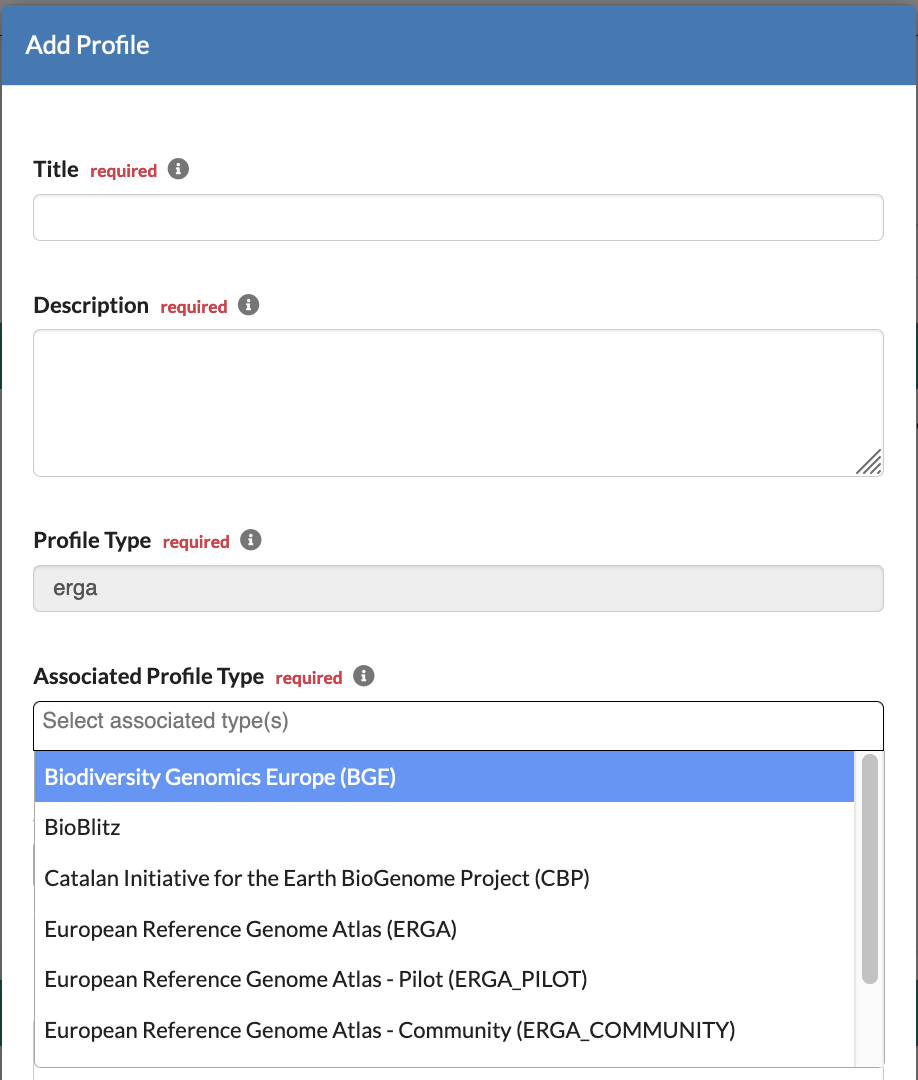 Add Profile
Title required
Description required
Profile Type required
erga
Associated Profile Type required
Select associated type(s)
Biodiversity Genomics Europe (BGE)
BioBlitz
Catalan Initiative for the Earth BioGenome Project (CBP)
European Reference Genome Atlas (ERGA)
European Reference Genome Atlas - Pilot (ERGA_PILOT)
European Reference Genome Atlas - Community (ERGA_COMMUNITY)